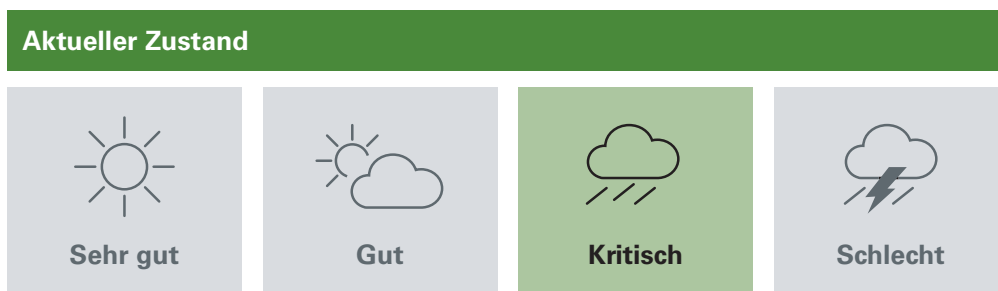 Aktueller Zustand
Sehr gut
Gut
Kritisch
Schlecht